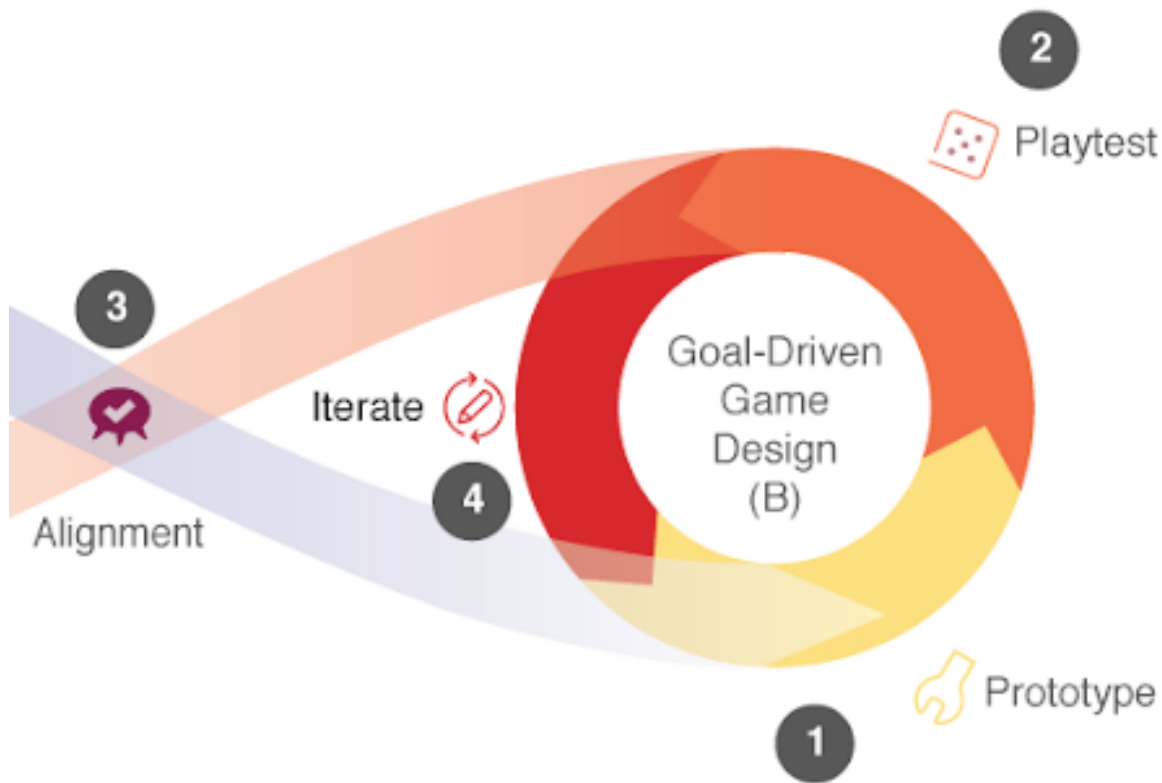 2
Playtest
3
Iterate
Goal-Driven
Game
Design
(B)
4
Alignment
Prototype
1